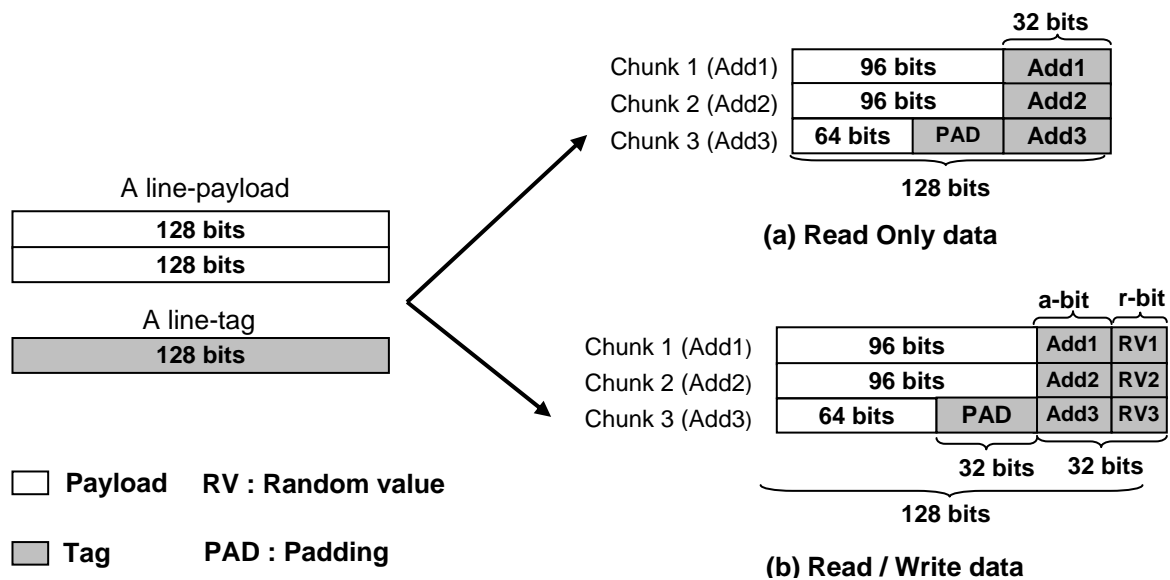 A line-payload
128 bits
128 bits
A line-tag
128 bits
Payload RV : Random value
Tag PAD : Padding
32 bits
Chunk 1 (Add1) 96 bits Add1
Chunk 2 (Add2) 96 bits Add2
Chunk 3 (Add3) 64 bits PAD Add3
128 bits
(a) Read Only data
a-bit r-bit
Chunk 1 (Add1) 96 bits Add1 RV1
Chunk 2 (Add2) 96 bits Add2 RV2
Chunk 3 (Add3) 64 bits PAD Add3 RV3
32 bits 32 bits
128 bits
(b) Read / Write data